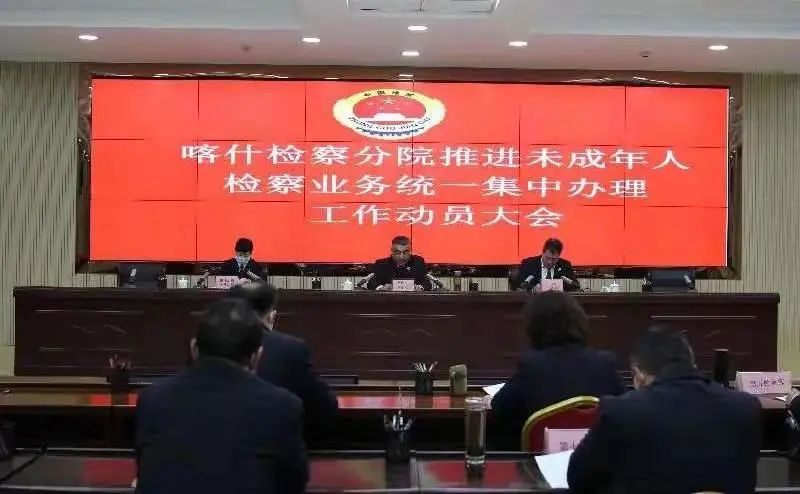 喀什检察分院推进未成年人
检察业务统一集中办理
工作动员大会